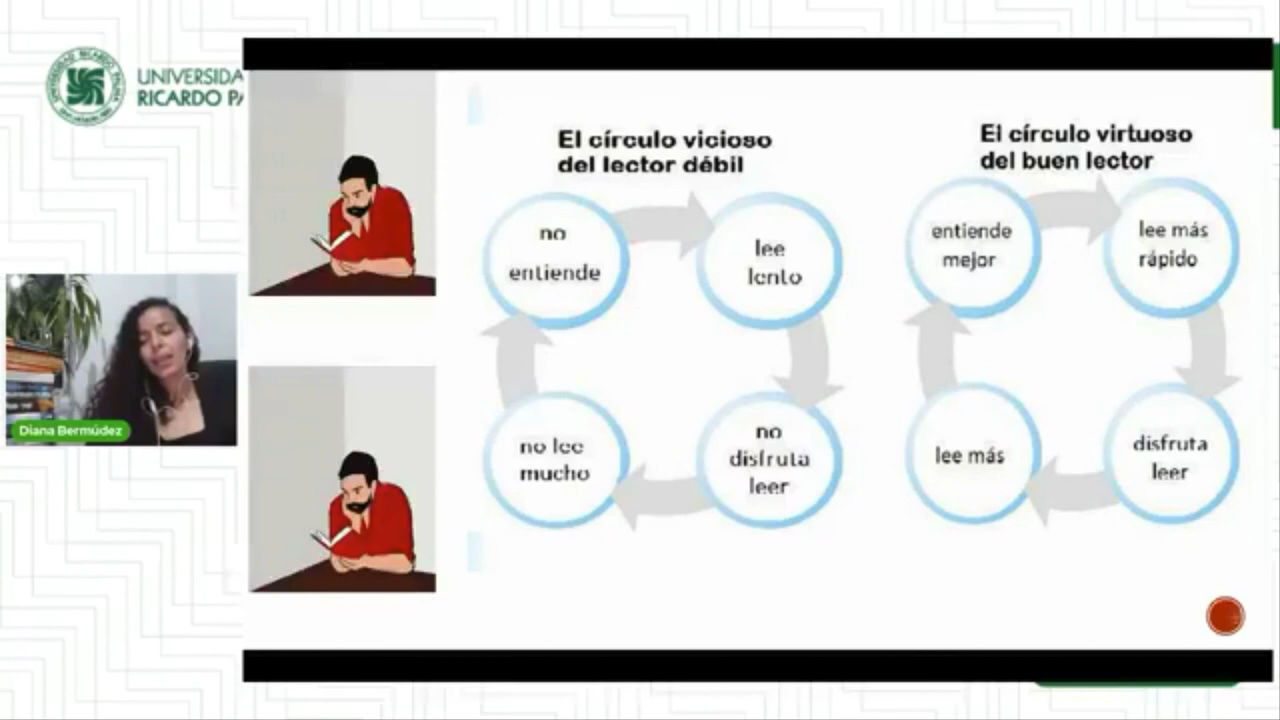 UNIVERSIDA
RICARDO PA
Diana Bermúdez
El círculo vicioso
del lector débil
no
entiende
lee
lento
no
disfruta
leer
no lee
mucho
El círculo virtuoso
del buen lector
entiende
mejor
lee más
rápido
disfruta
leer
lee más